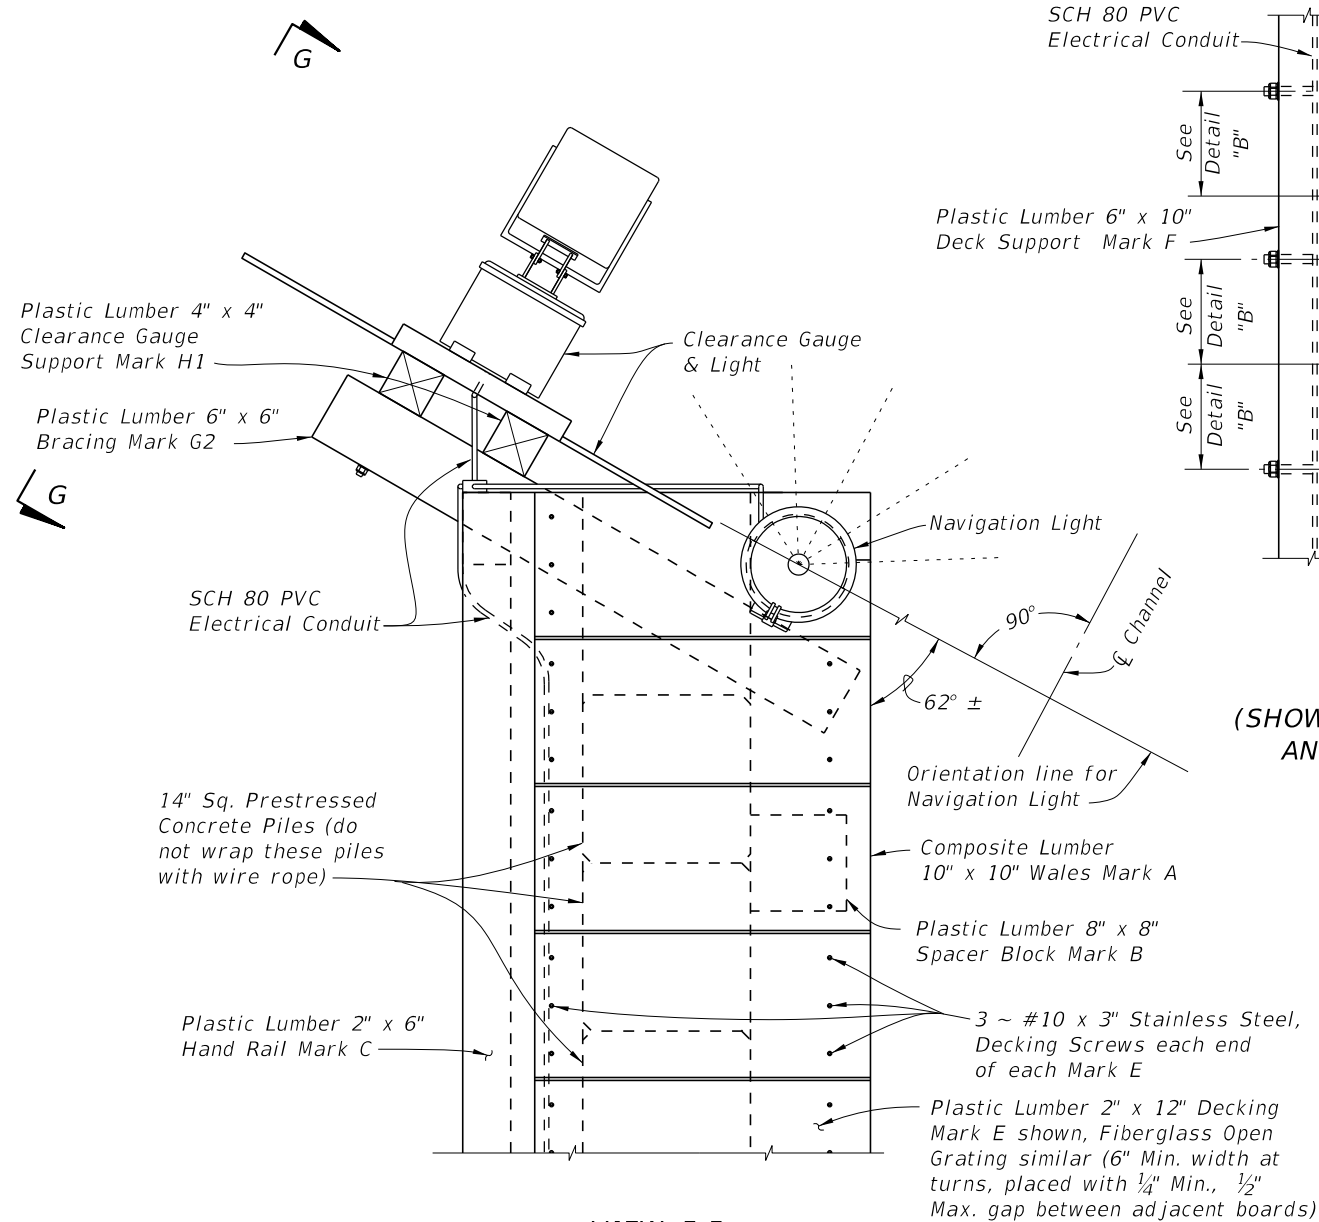 G
SCH 80 PVC
Electrical Conduit
See
Detail
"B"
Plastic Lumber 6" x 10"
Deck Support Mark F
See
Detail
"B"
See
Detail
"B"
Plastic Lumber 4" x 4"
Clearance Gauge
Support Mark H1
Clearance Gauge
& Light
Plastic Lumber 6" x 6"
Bracing Mark G2
G
Navigation Light
SCH 80 PVC
Electrical Conduit
90°
℄ Channel
62° ±
(SHOW
AN
Orientation line for
Navigation Light
14" Sq. Prestressed
Concrete Piles (do
not wrap these piles
with wire rope)
Composite Lumber
10" x 10" Wales Mark A
Plastic Lumber 8" x 8"
Spacer Block Mark B
Plastic Lumber 2" x 6"
Hand Rail Mark C
3 ~ #10 x 3" Stainless Steel,
Decking Screws each end
of each Mark E
Plastic Lumber 2" x 12" Decking
Mark E shown, Fiberglass Open
Grating similar (6" Min. width at
turns, placed with ¼" Min., ½"
Max. gap between adjacent boards)